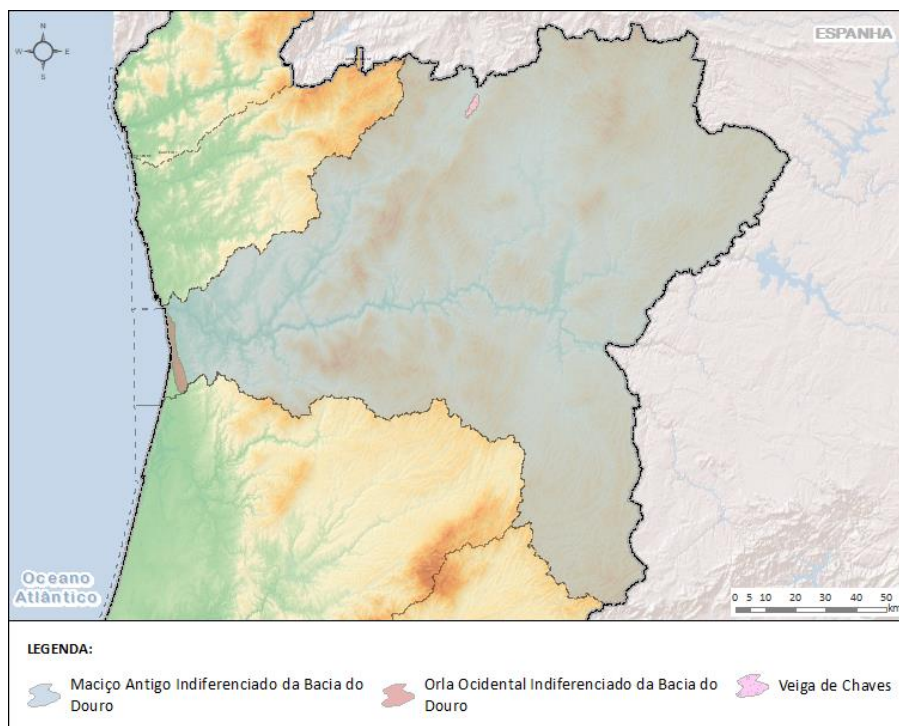 N
W E
S
ESPANHA
Oceano
Atlântico
0 5 10 20 30 40 50
km
LEGENDA:
Maciço Antigo Indiferenciado da Bacia do
Douro
Orla Ocidental Indiferenciado da Bacia do
Douro
Veiga de Chaves